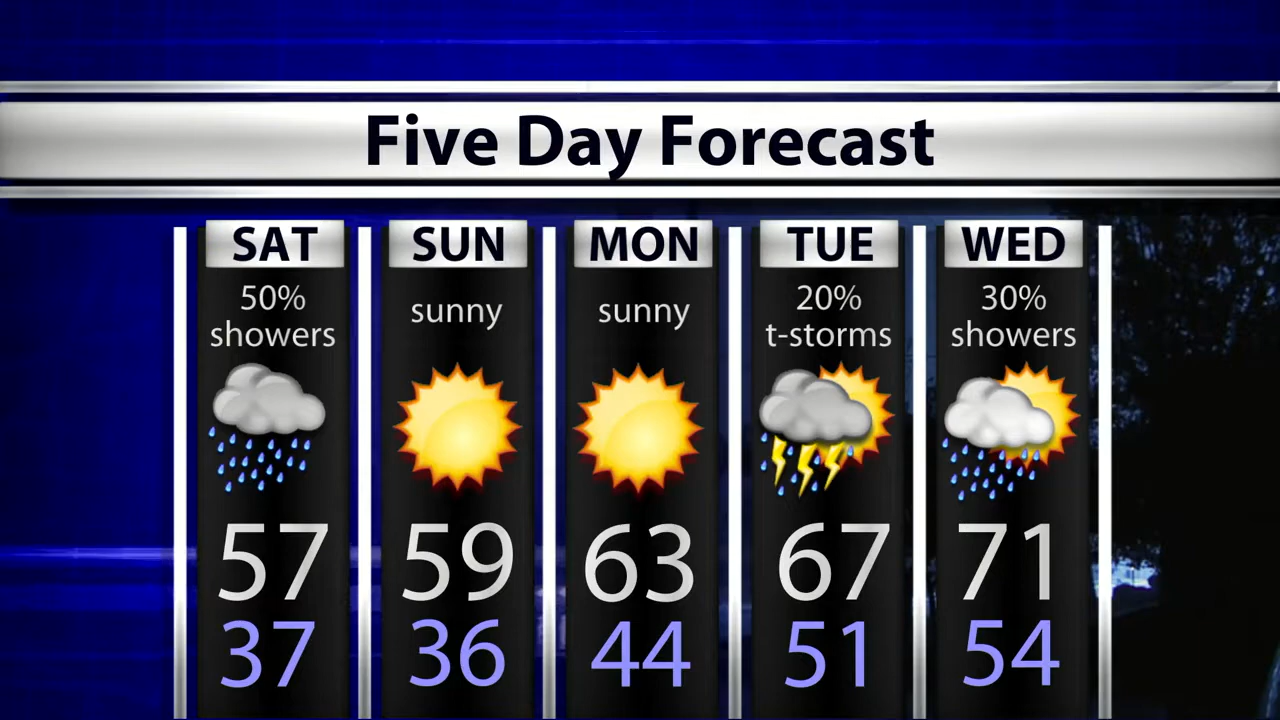 Five Day Forecast
SAT
50%
showers
57
37
SUN
sunny
59
36
MON
sunny
63
44
TUE
20%
t-storms
67
51
WED
30%
showers
71
54